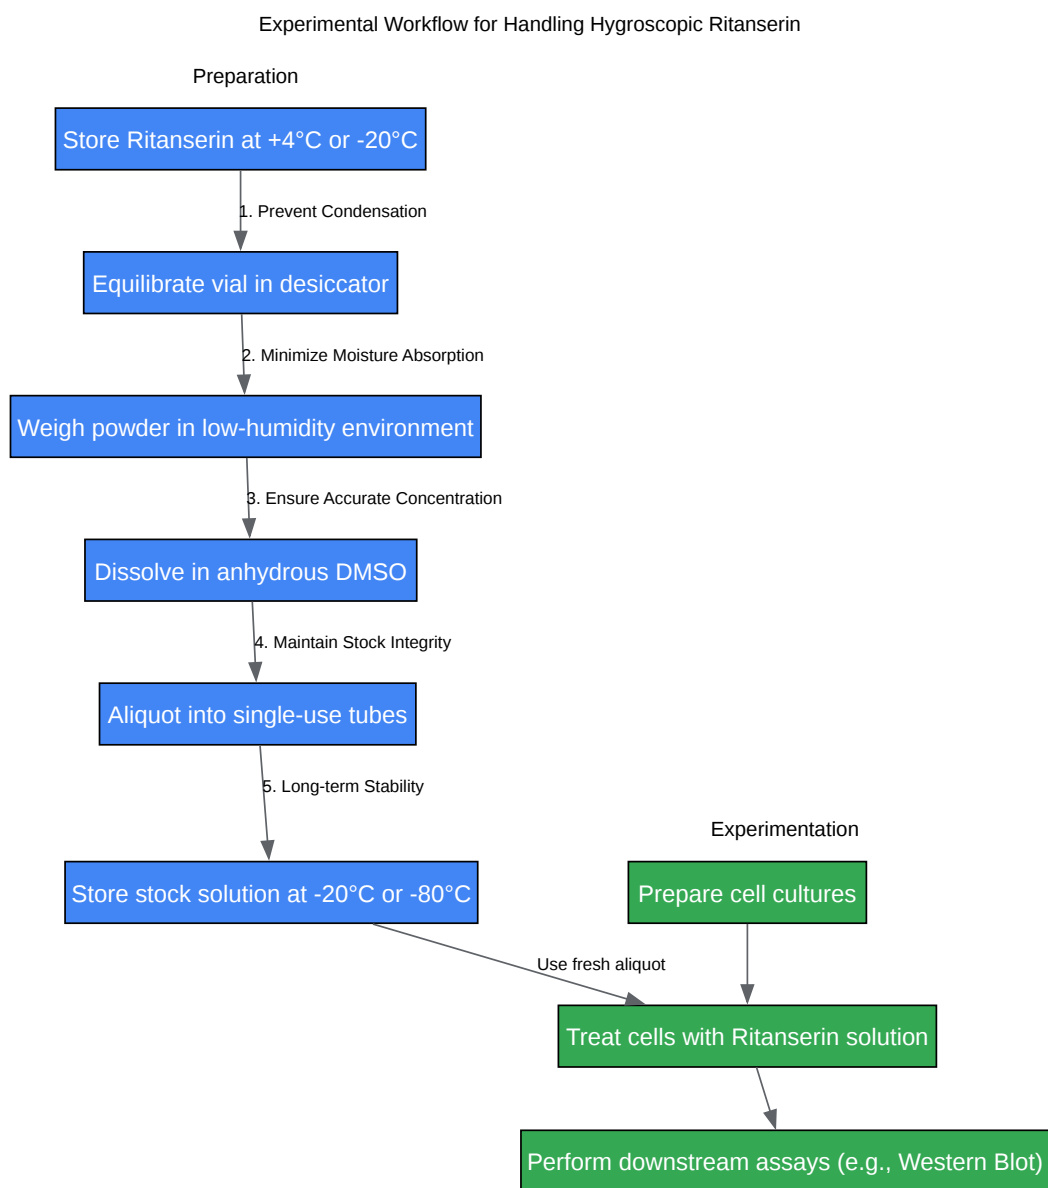 Experimental Workflow for Handling Hygroscopic Ritanserin
Preparation
Store Ritanserin at +4°C or -20°C
1. Prevent Condensation
Equilibrate vial in desiccator
2. Minimize Moisture Absorption
Weigh powder in low-humidity environment
3. Ensure Accurate Concentration
Dissolve in anhydrous DMSO
4. Maintain Stock Integrity
Aliquot into single-use tubes
5. Long-term Stability
Store stock solution at -20°C or -80°C
Experimentation
Prepare cell cultures
Use fresh aliquot
Treat cells with Ritanserin solution
Perform downstream assays (e.g., Western Blot)